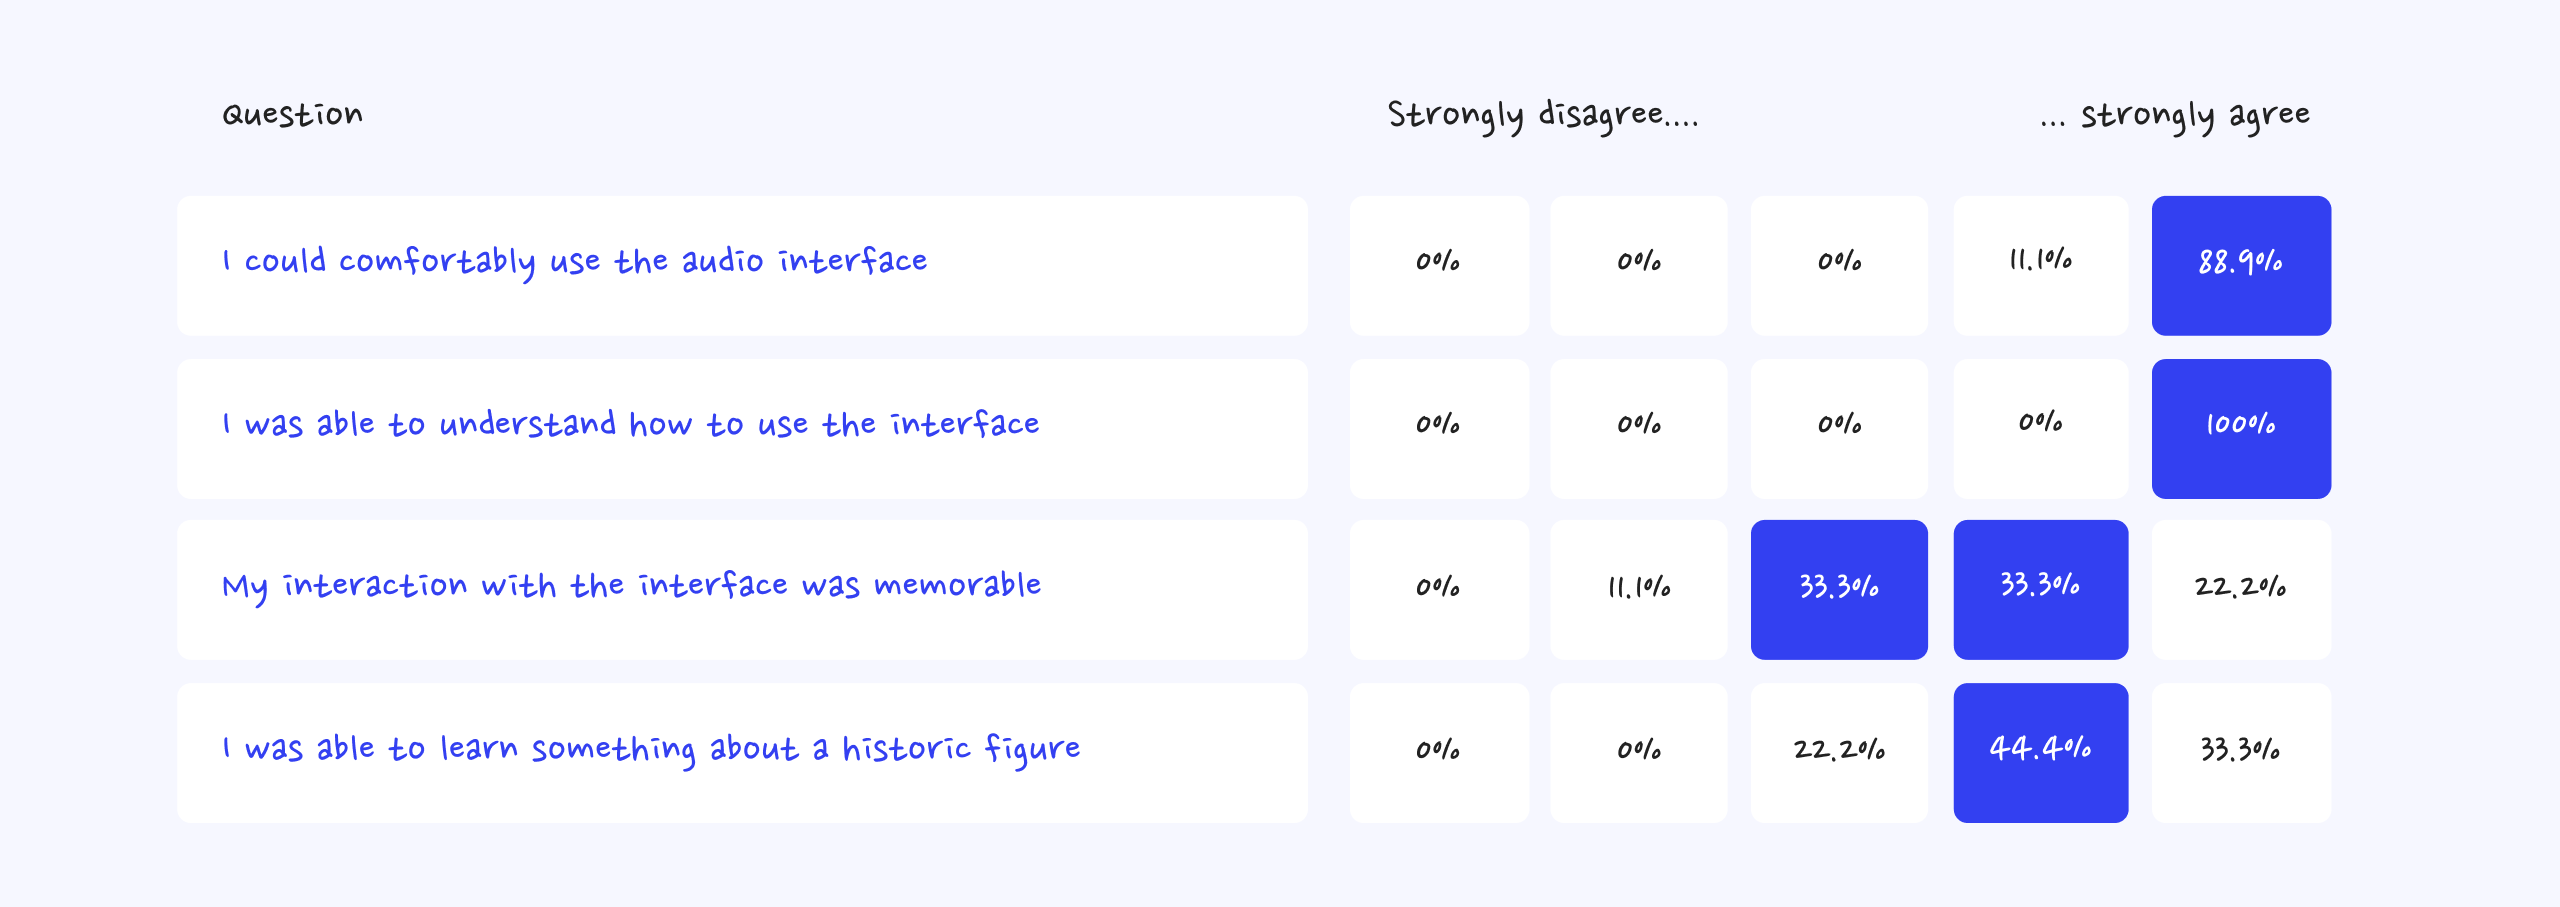 Question Strongly disagree.... ... strongly agree
I could comfortably use the audio interface 0% 0% 0% 11.1% 88.9%
I was able to understand how to use the interface 0% 0% 0% 0% 100%
My interaction with the interface was memorable 0% 11.1% 33.3% 33.3% 22.2%
I was able to learn something about a historic figure 0% 0% 22.2% 44.4% 33.3%